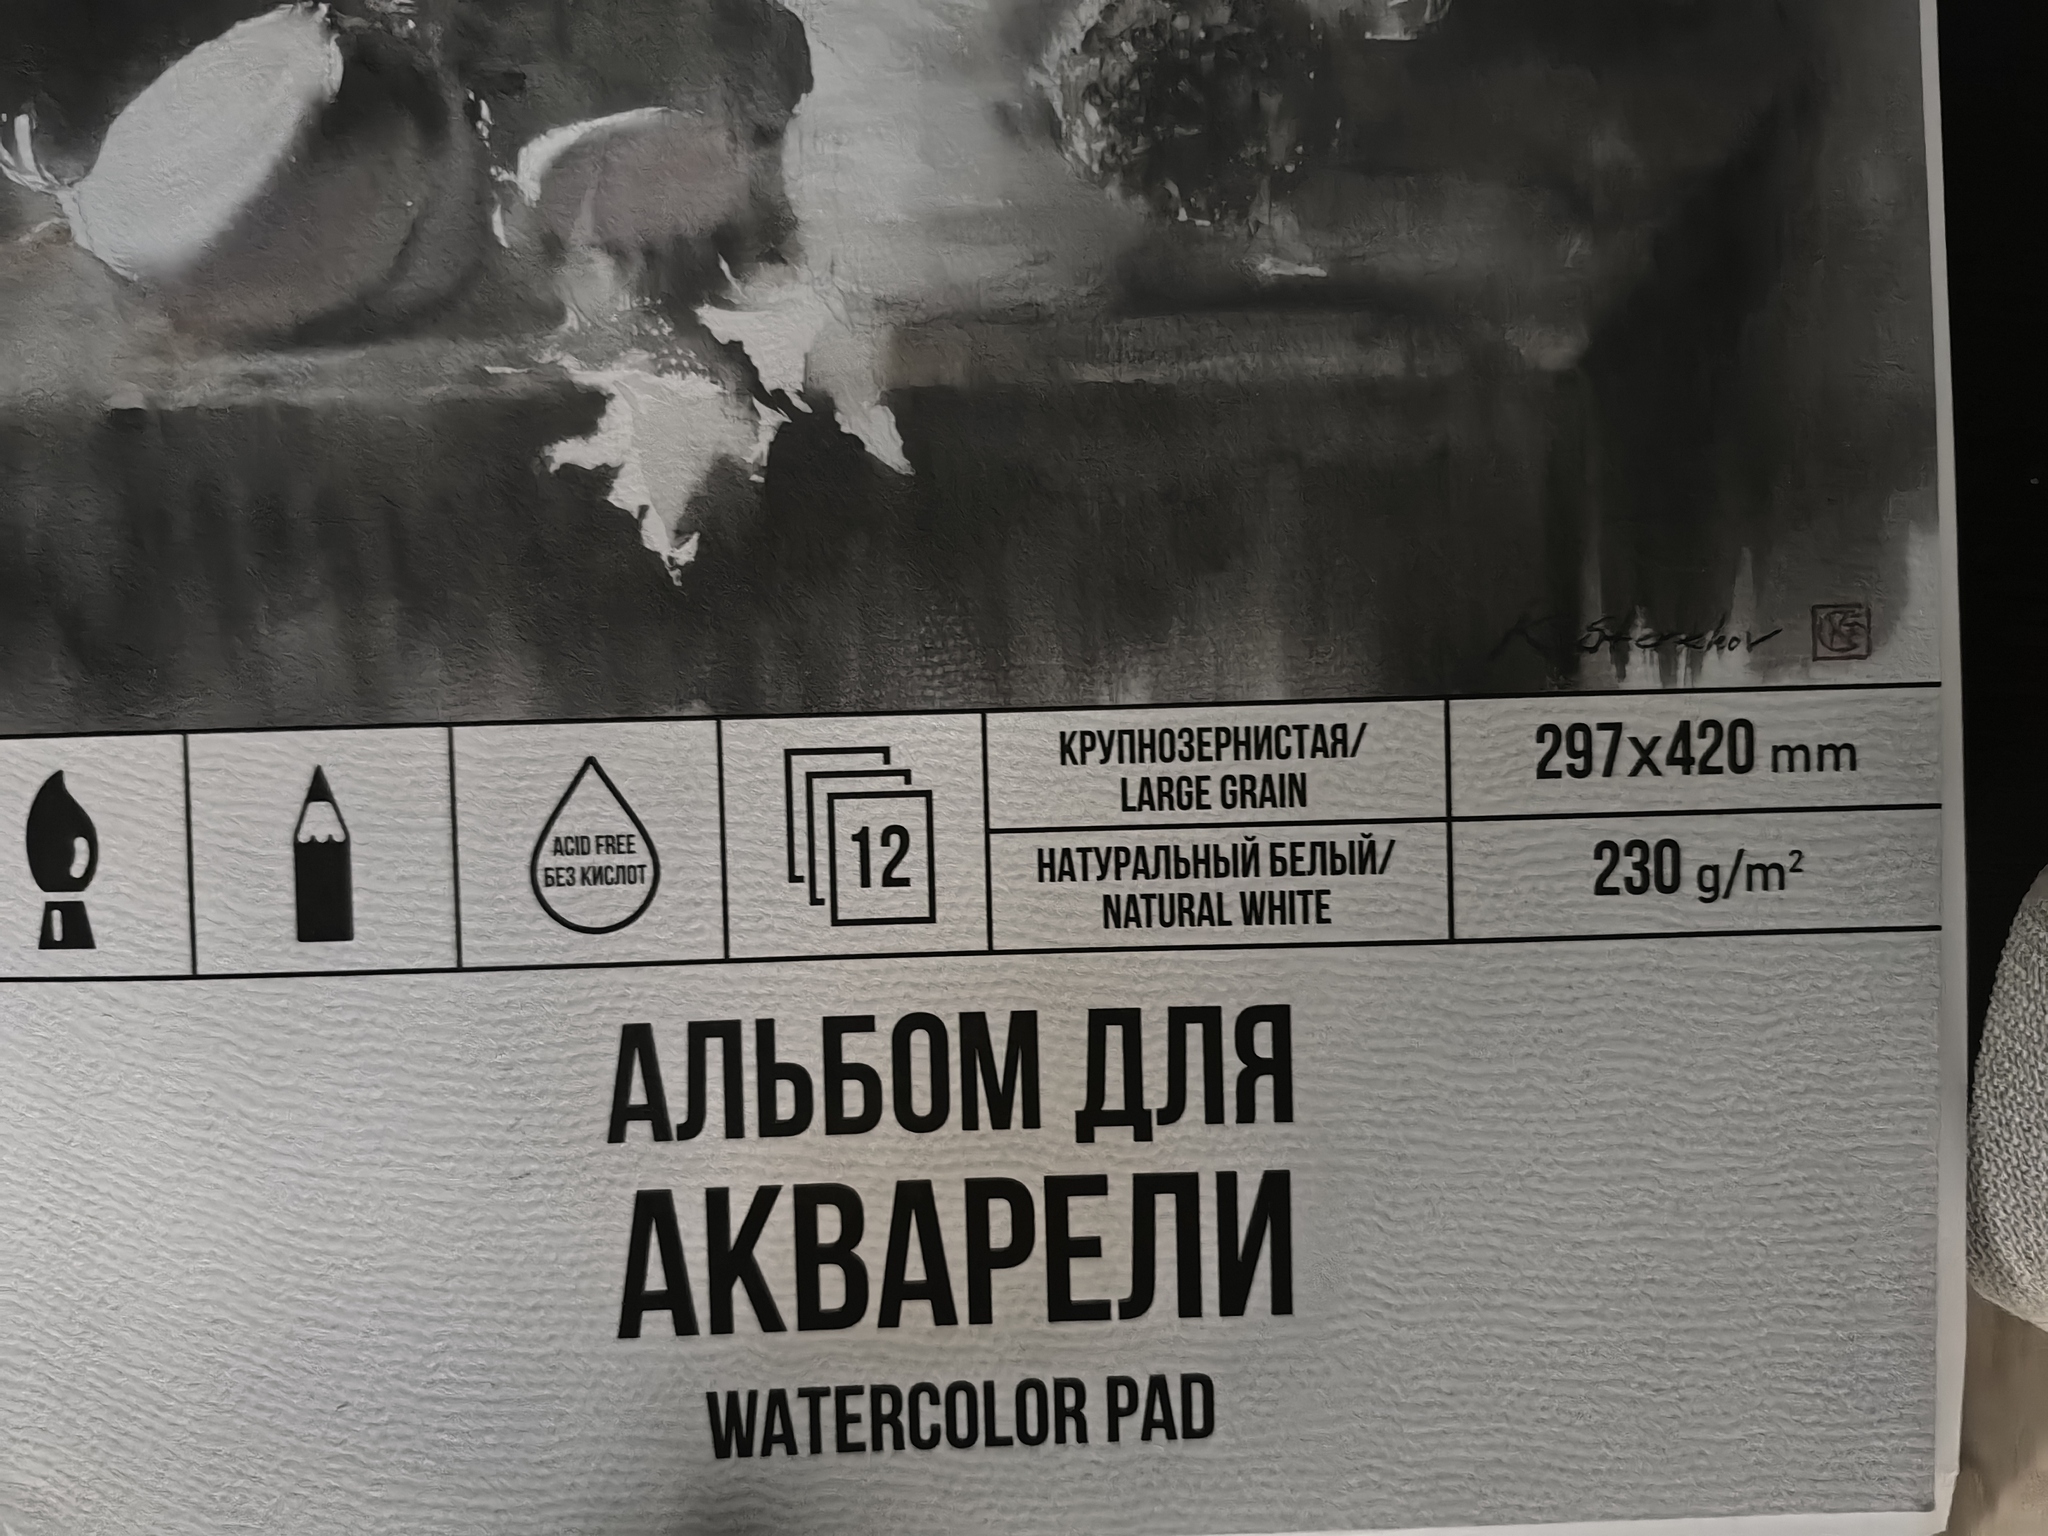 K. Sterkhov
КРУПНОЗЕРНИСТАЯ/
LARGE GRAIN
297x420 mm
ACID FREE
БЕЗ КИСЛОТ
12
НАТУРАЛЬНЫЙ БЕЛЫЙ/
NATURAL WHITE
230 g/m²
АЛЬБОМ ДЛЯ
АКВАРЕЛИ
WATERCOLOR PAD